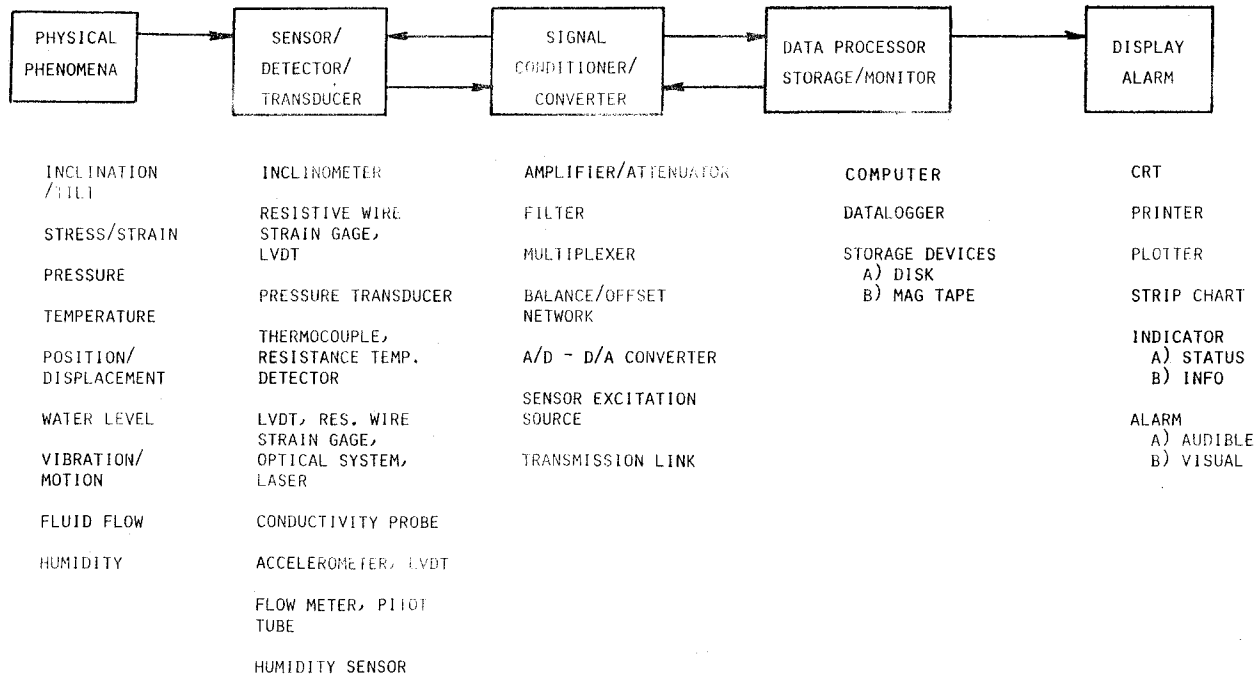 PHYSICAL
PHENOMENA
SENSOR/
DETECTOR/
TRANSDUCER
SIGNAL
CONDITIONER/
CONVERTER
DATA PROCESSOR
STORAGE/MONITOR
DISPLAY
ALARM
INCLINATION
/TILT
STRESS/STRAIN
PRESSURE
TEMPERATURE
POSITION/
DISPLACEMENT
WATER LEVEL
VIBRATION/
MOTION
FLUID FLOW
HUMIDITY
INCLINOMETER
RESISTIVE WIRE
STRAIN GAGE,
LVDT
PRESSURE TRANSDUCER
THERMOCOUPLE,
RESISTANCE TEMP.
DETECTOR
LVDT, RES. WIRE
STRAIN GAGE,
OPTICAL SYSTEM,
LASER
CONDUCTIVITY PROBE
ACCELEROMETER, LVDT
FLOW METER, PITOT
TUBE
HUMIDITY SENSOR
AMPLIFIER/ATTENUATOR
FILTER
MULTIPLEXER
BALANCE/OFFSET
NETWORK
A/D - D/A CONVERTER
SENSOR EXCITATION
SOURCE
TRANSMISSION LINK
COMPUTER
DATALOGGER
STORAGE DEVICES
A) DISK
B) MAG TAPE
CRT
PRINTER
PLOTTER
STRIP CHART
INDICATOR
A) STATUS
B) INFO
ALARM
A) AUDIBLE
B) VISUAL